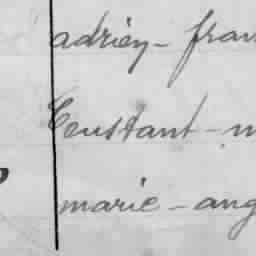 adrien - fran
Constant - m
marie - ang